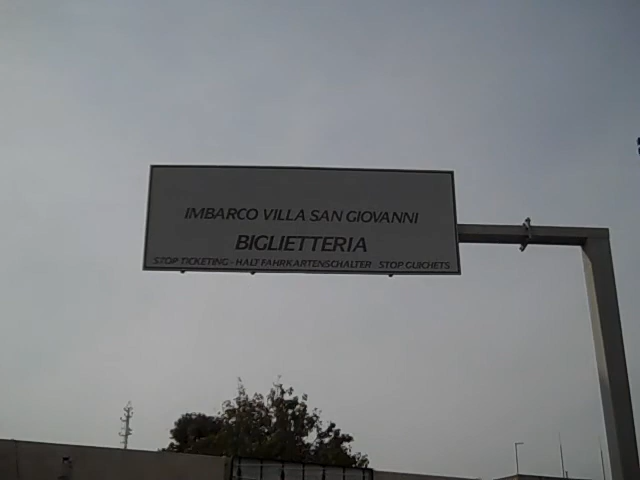 IMBARCO VILLA SAN GIOVANNI
BIGLIETTERIA
STOP TICKETING - HALT FAHRKARTENSCHALTER STOP GUICHETS